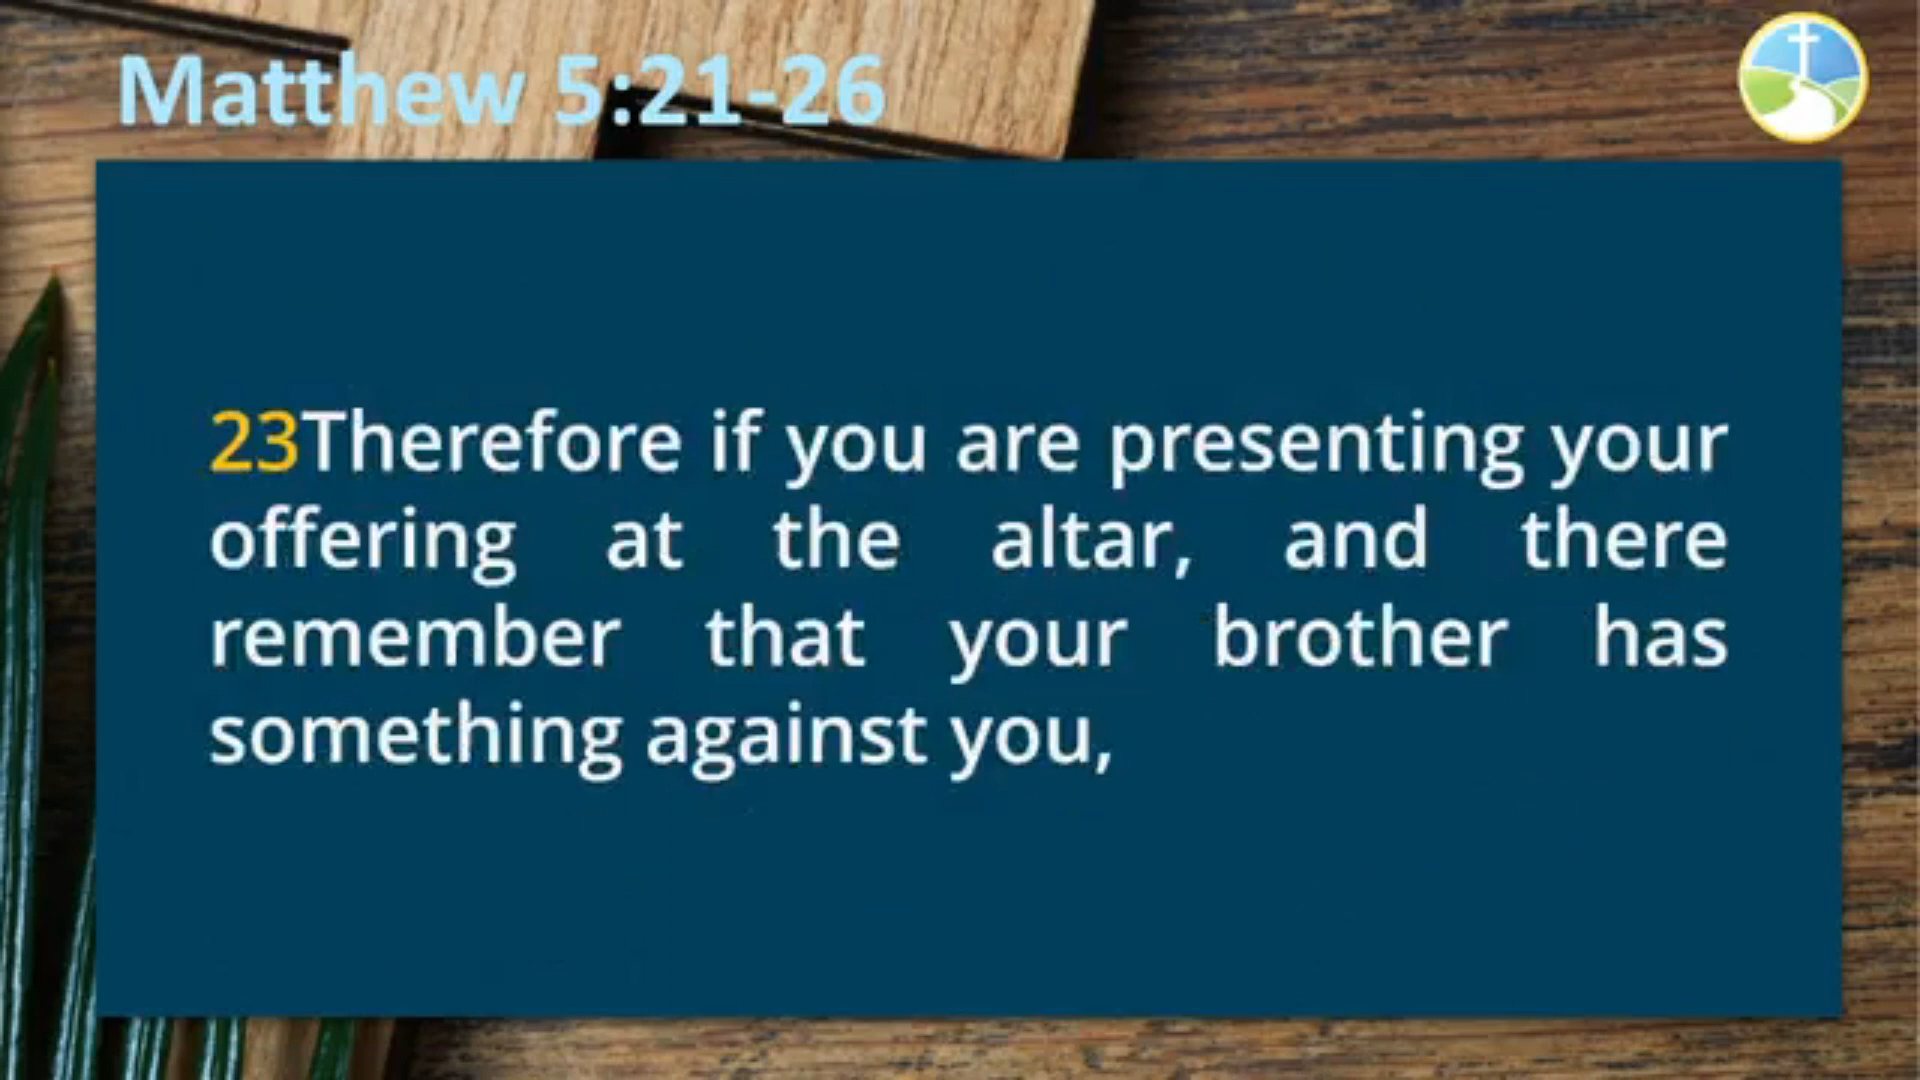 Matthew 5:21-26
23Therefore if you are presenting your
offering at the altar, and there
remember that your brother has
something against you,